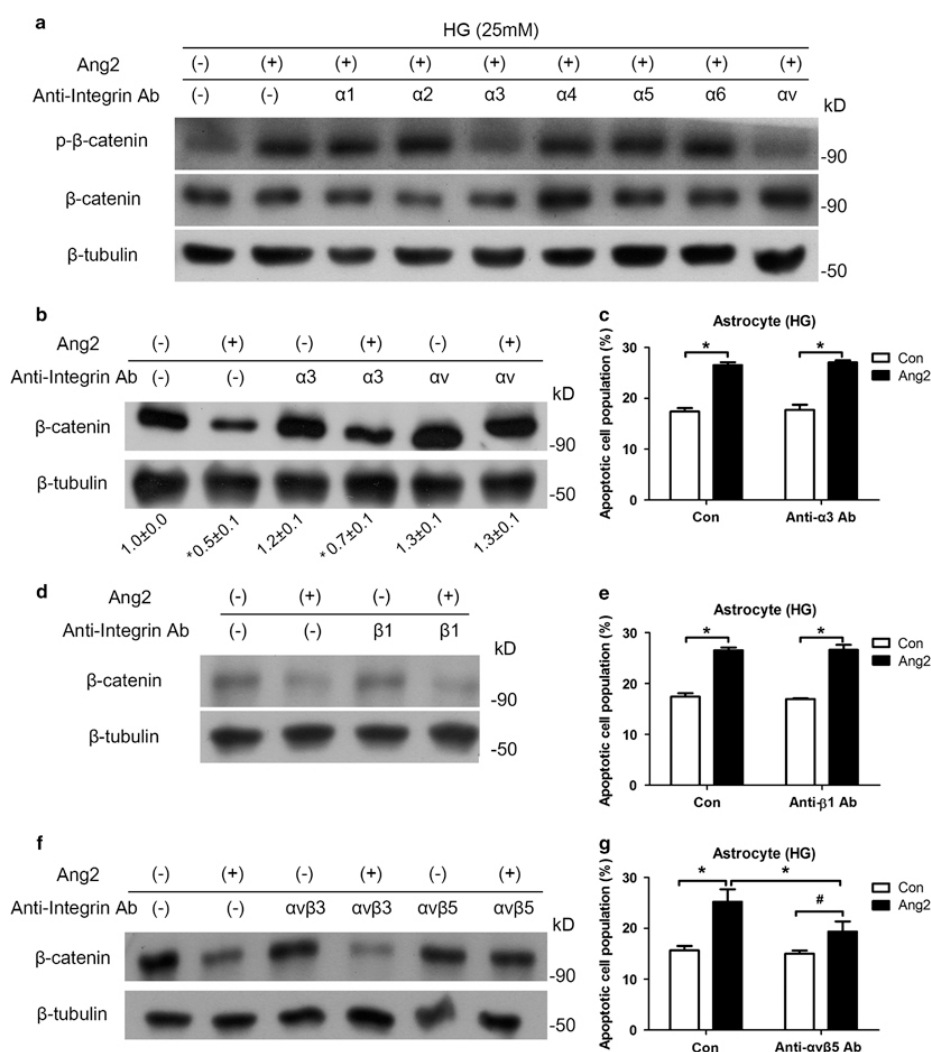 a
HG (25mM)
Ang2 (-) (+) (+) (+) (+) (+) (+) (+) (+)
Anti-Integrin Ab (-) (-) α1 α2 α3 α4 α5 α6 αv
kD
p-β-catenin -90
β-catenin -90
β-tubulin -50
b
Ang2 (-) (+) (-) (+) (-) (+)
Anti-Integrin Ab (-) (-) α3 α3 αv αv
kD
β-catenin -90
β-tubulin -50
1.0±0.0 *0.5±0.1 1.2±0.1 *0.7±0.1 1.3±0.1 1.3±0.1
c
Astrocyte (HG)
Apoptotic cell population (%)
30
20
10
0
* *
Con
Ang2
Con Anti-α3 Ab
d
Ang2 (-) (+) (-) (+)
Anti-Integrin Ab (-) (-) β1 β1
kD
β-catenin -90
β-tubulin -50
e
Astrocyte (HG)
Apoptotic cell population (%)
30
20
10
0
* *
Con
Ang2
Con Anti-β1 Ab
f
Ang2 (-) (+) (-) (+) (-) (+)
Anti-Integrin Ab (-) (-) αvβ3 αvβ3 αvβ5 αvβ5
kD
β-catenin -90
β-tubulin -50
g
Astrocyte (HG)
Apoptotic cell population (%)
30
20
10
0
* * #
Con
Ang2
Con Anti-αvβ5 Ab